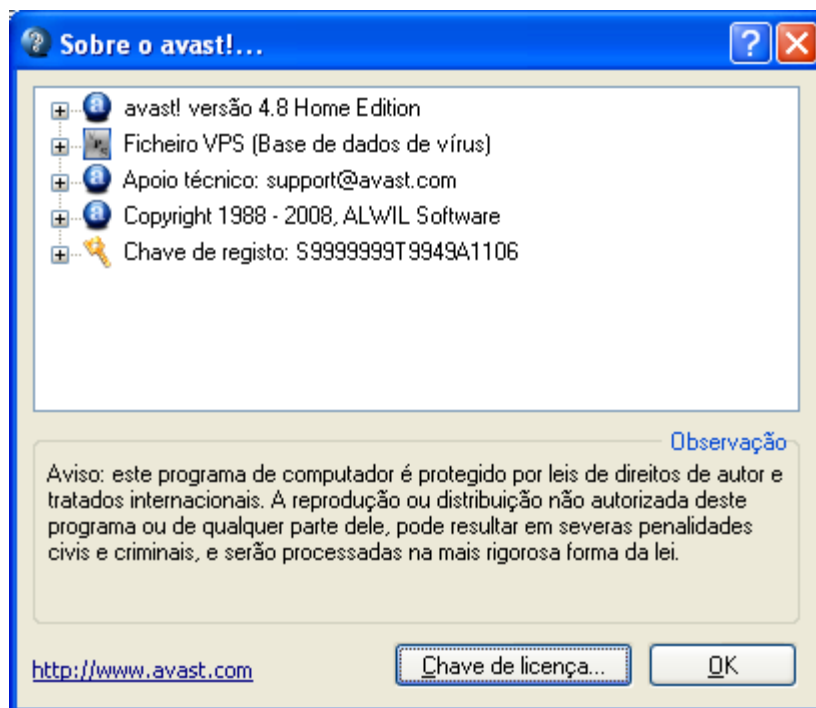 Sobre o avast!...
avast! versão 4.8 Home Edition
Ficheiro VPS (Base de dados de vírus)
Apoio técnico: support@avast.com
Copyright 1988 - 2008, ALWIL Software
Chave de registo: S9999999T9949A1106
Observação
Aviso: este programa de computador é protegido por leis de direitos de autor e
tratados internacionais. A reprodução ou distribuição não autorizada deste
programa ou de qualquer parte dele, pode resultar em severas penalidades
civis e criminais, e serão processadas na mais rigorosa forma da lei.
http://www.avast.com
Chave de licença...
OK